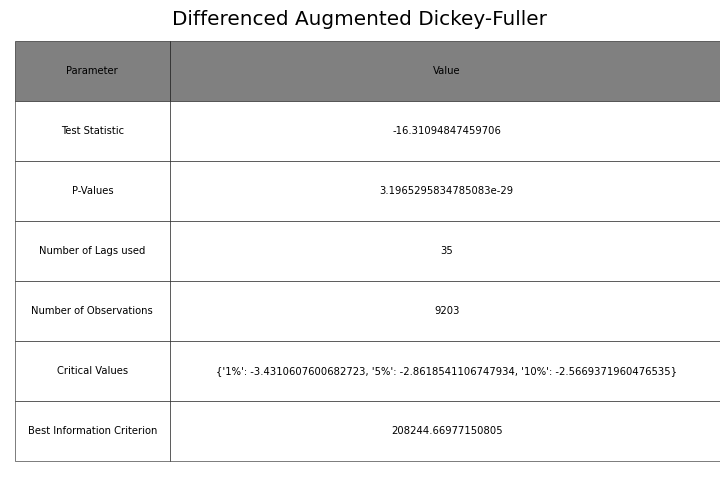 Differenced Augmented Dickey-Fuller
Parameter Value
Test Statistic -16.31094847459706
P-Values 3.1965295834785083e-29
Number of Lags used 35
Number of Observations 9203
Critical Values {'1%': -3.4310607600682723, '5%': -2.8618541106747934, '10%': -2.5669371960476535}
Best Information Criterion 208244.66977150805